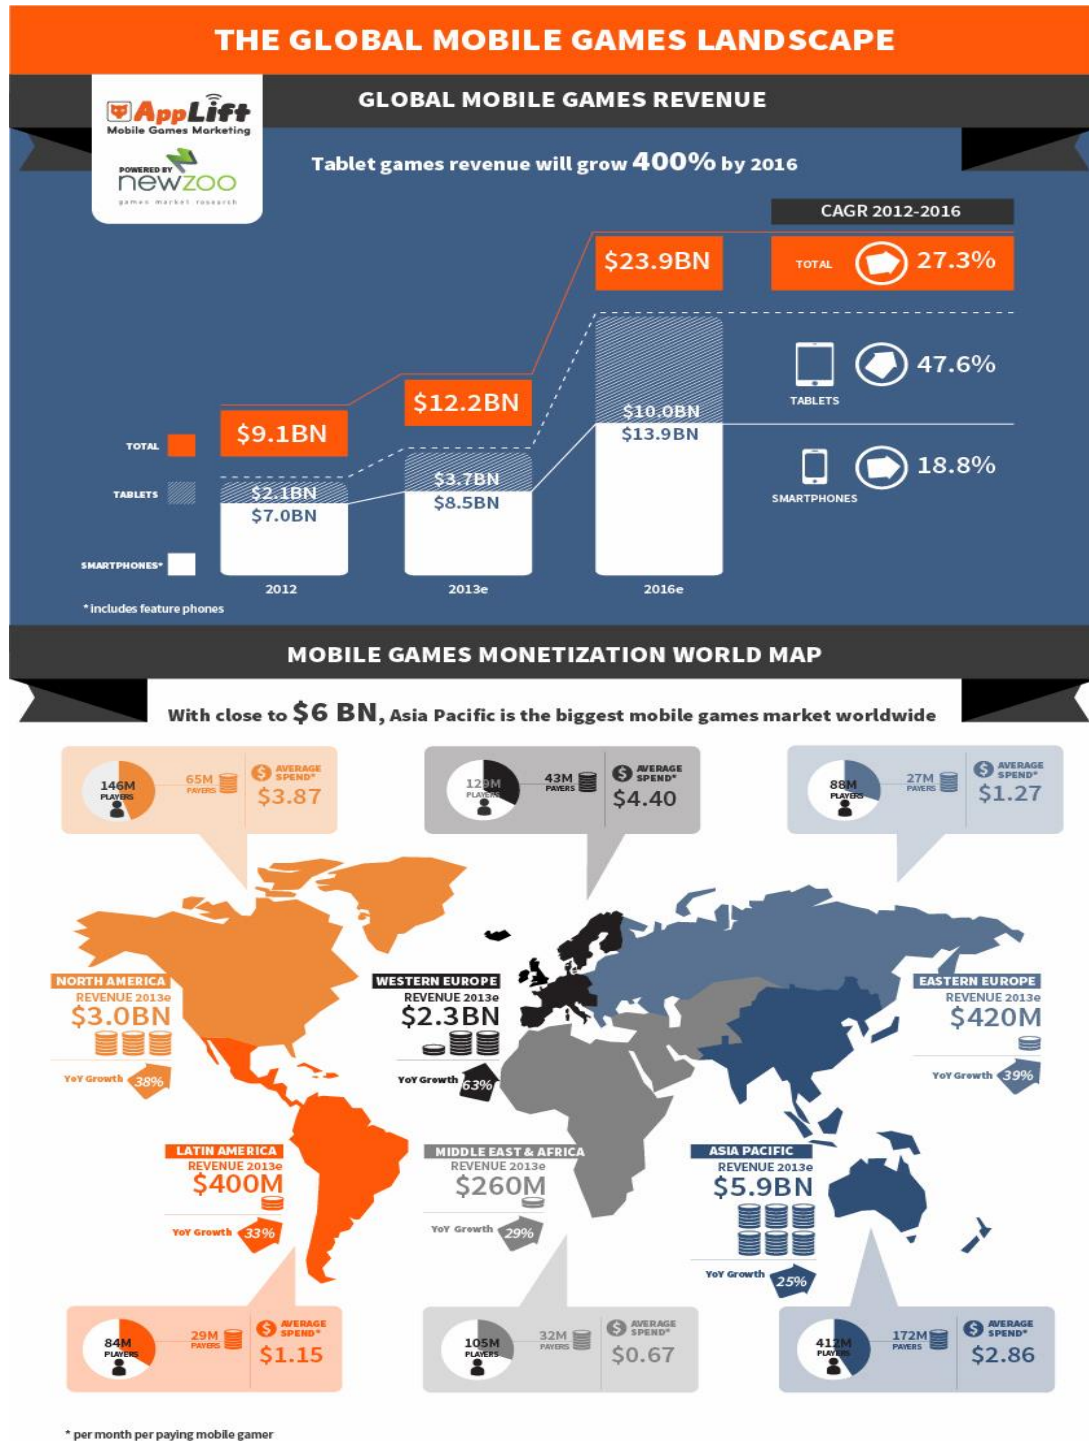 THE GLOBAL MOBILE GAMES LANDSCAPE
GLOBAL MOBILE GAMES REVENUE
AppLift
Mobile Games Marketing
POWERED BY
newzoo
games market research
Tablet games revenue will grow 400% by 2016
CAGR 2012-2016
TOTAL 27.3%
TABLETS 47.6%
SMARTPHONES 18.8%
$23.9BN
$10.0BN
$13.9BN
$12.2BN
$3.7BN
$8.5BN
$9.1BN
$2.1BN
$7.0BN
TOTAL
TABLETS
SMARTPHONES*
2012
2013e
2016e
* includes feature phones
MOBILE GAMES MONETIZATION WORLD MAP
With close to $6 BN, Asia Pacific is the biggest mobile games market worldwide
146M
PLAYERS
65M
PAYERS
AVERAGE
SPEND*
$3.87
129M
PLAYERS
43M
PAYERS
AVERAGE
SPEND*
$4.40
88M
PLAYERS
27M
PAYERS
AVERAGE
SPEND*
$1.27
NORTH AMERICA
REVENUE 2013e
$3.0BN
YoY Growth 38%
WESTERN EUROPE
REVENUE 2013e
$2.3BN
YoY Growth 63%
EASTERN EUROPE
REVENUE 2013e
$420M
YoY Growth 39%
LATIN AMERICA
REVENUE 2013e
$400M
YoY Growth 33%
MIDDLE EAST & AFRICA
REVENUE 2013e
$260M
YoY Growth 29%
ASIA PACIFIC
REVENUE 2013e
$5.9BN
YoY Growth 25%
84M
PLAYERS
29M
PAYERS
AVERAGE
SPEND*
$1.15
105M
PLAYERS
32M
PAYERS
AVERAGE
SPEND*
$0.67
412M
PLAYERS
172M
PAYERS
AVERAGE
SPEND*
$2.86
* per month per paying mobile gamer